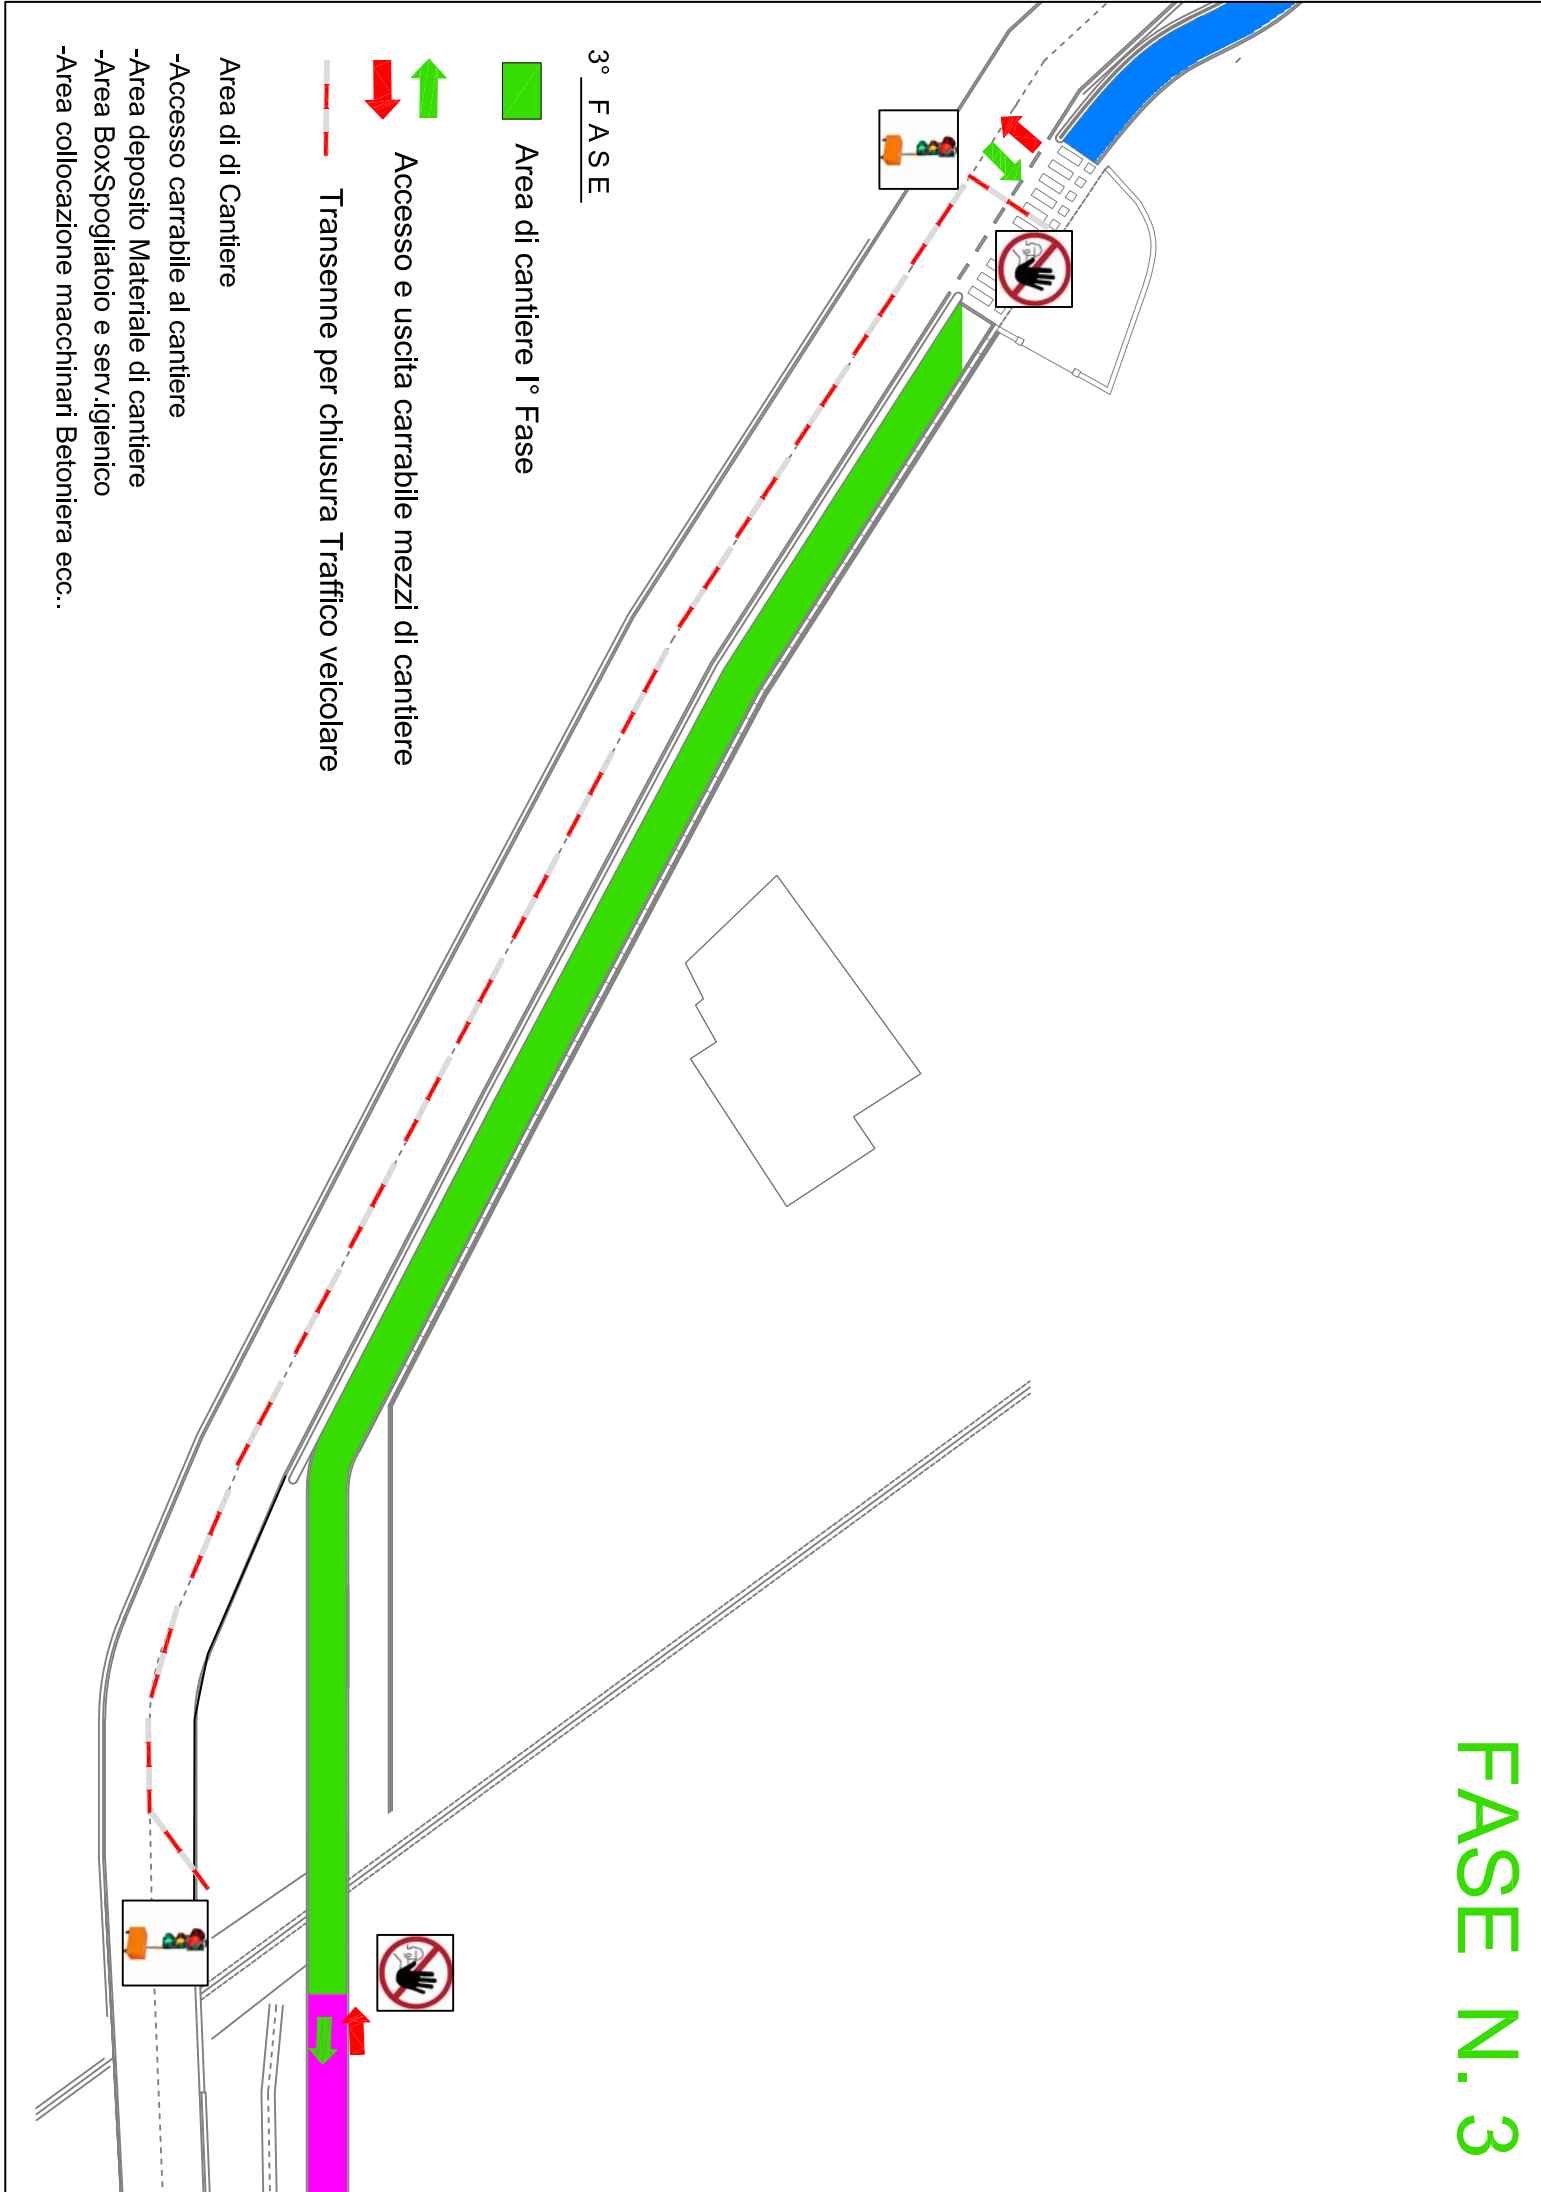 FASE N. 3
3° FASE
Area di cantiere I° Fase
Accesso e uscita carrabile mezzi di cantiere
Transenne per chiusura Traffico veicolare
Area di di Cantiere
-Accesso carrabile al cantiere
-Area deposito Materiale di cantiere
-Area BoxSpogliatoio e serv.igienico
-Area collocazione macchinari Betoniera ecc..